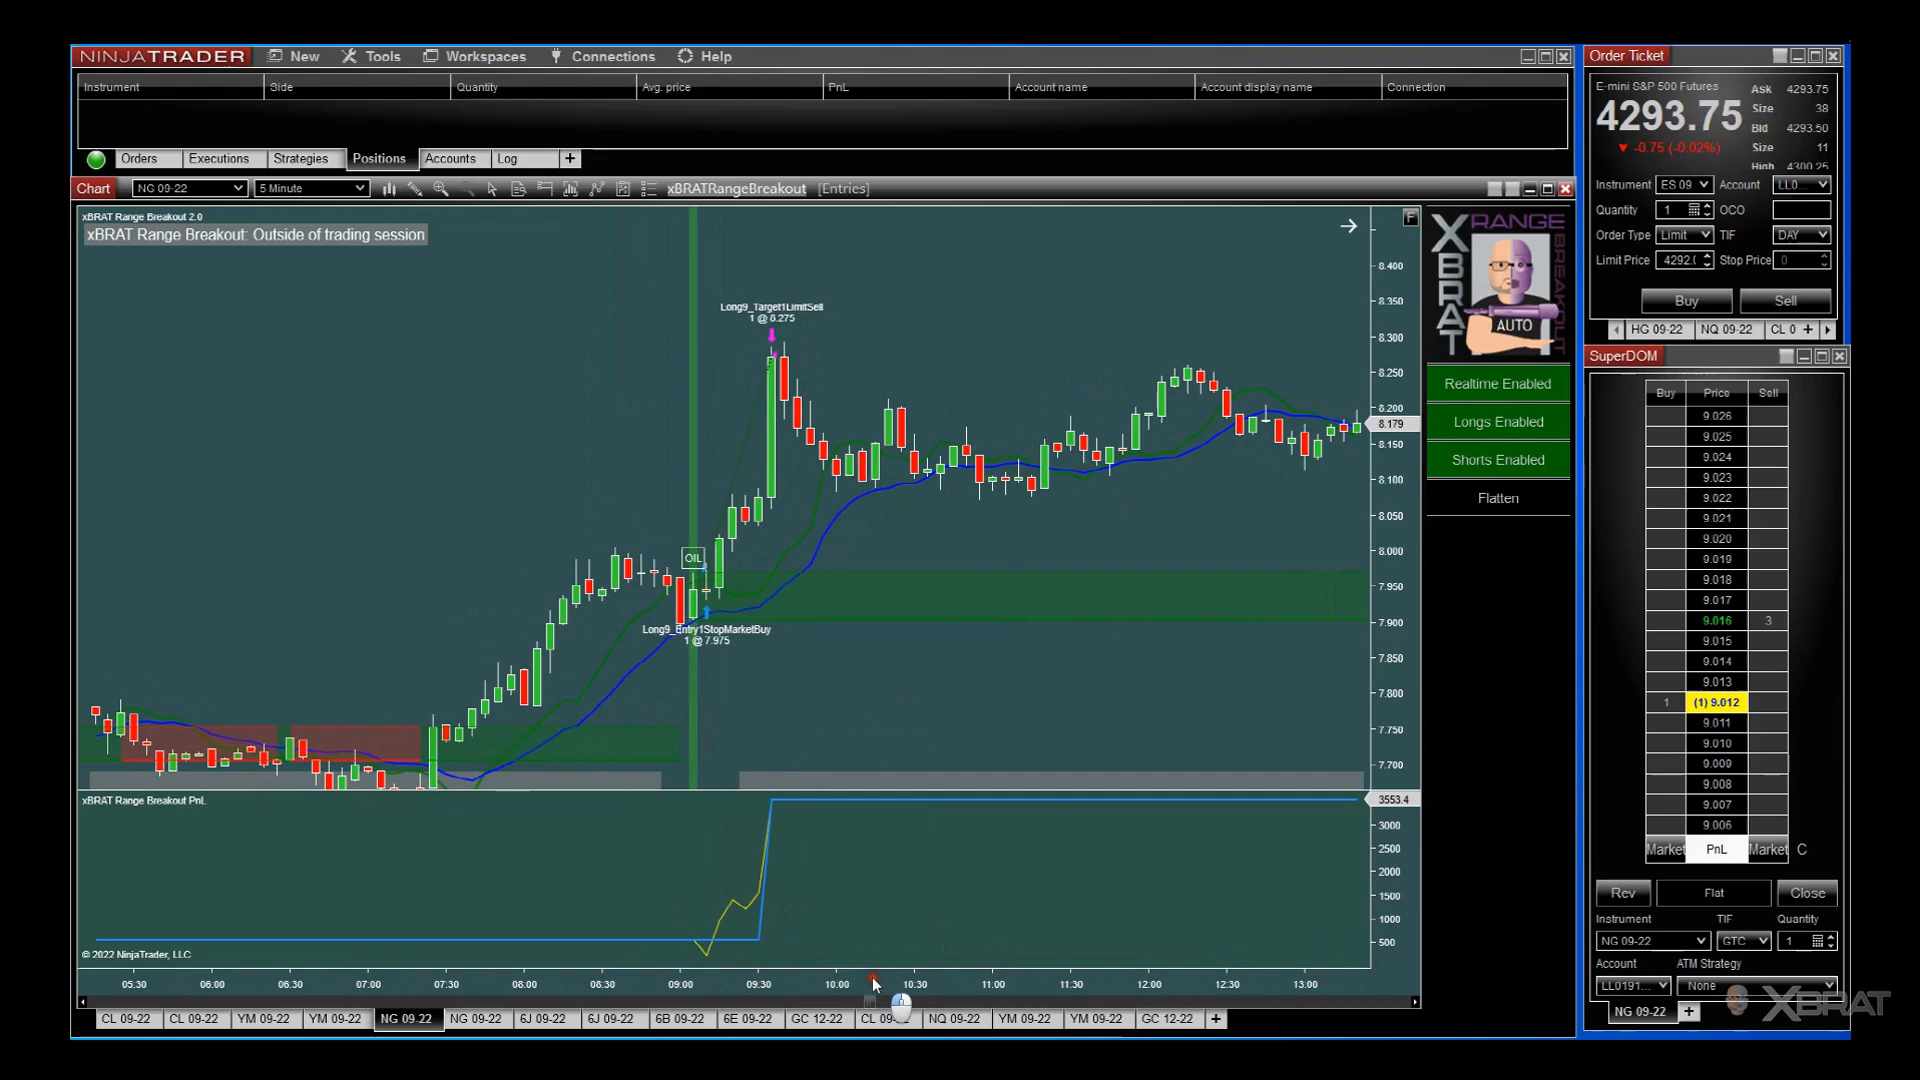 NINJATRADER New Tools Workspaces Connections Help
Instrument Side Quantity Avg. price PnL Account name Account display name Connection
Orders Executions Strategies Positions Accounts Log +
Chart NG 09-22 5 Minute xBRATRangeBreakout [Entries]
xBRAT Range Breakout 2.0
xBRAT Range Breakout: Outside of trading session
F
Long9_Target1LimitSell
1 @ 8.275
OIL
Long9_Entry1StopMarketBuy
1 @ 7.975
8.400
8.350
8.300
8.250
8.200
8.179
8.150
8.100
8.050
8.000
7.950
7.900
7.850
7.800
7.750
7.700
xBRAT Range Breakout PnL
3553.4
3000
2500
2000
1500
1000
500
© 2022 NinjaTrader, LLC
05:30 06:00 06:30 07:00 07:30 08:00 08:30 09:00 09:30 10:00 10:30 11:00 11:30 12:00 12:30 13:00
CL 09-22 CL 09-22 YM 09-22 YM 09-22 NG 09-22 NG 09-22 6J 09-22 6J 09-22 6B 09-22 6E 09-22 GC 12-22 CL 09-22 NQ 09-22 YM 09-22 YM 09-22 GC 12-22 +
XBRAT
RANGE
BREAKOUT
AUTO
Realtime Enabled
Longs Enabled
Shorts Enabled
Flatten
Order Ticket
E-mini S&P 500 Futures
4293.75
-0.75 (-0.02%)
Ask 4293.75
Size 38
Bid 4293.50
Size 11
High 4300.25
Instrument ES 09 Account LL0...
Quantity 1 OCO
Order Type Limit TIF DAY
Limit Price 4292.( Stop Price 0
Buy Sell
HG 09-22 NQ 09-22 CL 0 +
SuperDOM
Buy Price Sell
9.026
9.025
9.024
9.023
9.022
9.021
9.020
9.019
9.018
9.017
9.016 3
9.015
9.014
9.013
1 (1) 9.012
9.011
9.010
9.009
9.008
9.007
9.006
Market PnL Market C
Rev Flat Close
Instrument TIF Quantity
NG 09-22 GTC 1
Account ATM Strategy
LL0191... None
NG 09-22 +
XBRAT